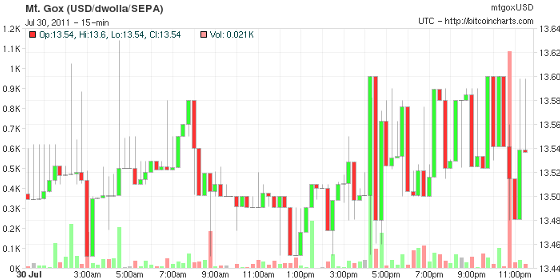 Mt. Gox (USD/dwolla/SEPA)
mtgoxUSD
Jul 30, 2011 - 15-min
UTC - http://bitcoincharts.com
Op:13.54, Hi:13.6, Lo:13.54, Cl:13.54
Vol: 0.021K
1.2K
1.1K
1.0K
0.9K
0.8K
0.7K
0.6K
0.5K
0.4K
0.3K
0.2K
0.1K
0K
13.64
13.62
13.60
13.58
13.56
13.54
13.52
13.50
13.48
13.46
13.44
30 Jul
3:00am
5:00am
7:00am
9:00am
11:00am
1:00pm
3:00pm
5:00pm
7:00pm
9:00pm
11:00pm